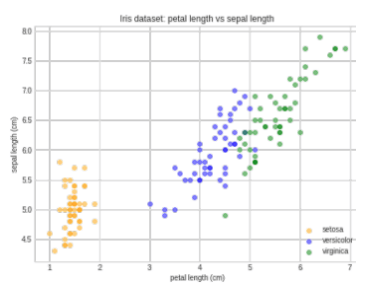 Iris dataset: petal length vs sepal length
8.0
7.5
7.0
6.5
6.0
5.5
5.0
4.5
sepal length (cm)
setosa
versicolor
virginica
1 2 3 4 5 6 7
petal length (cm)